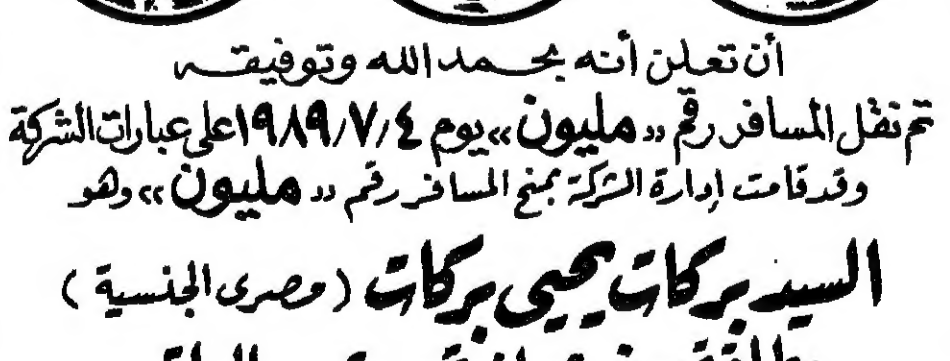 أن تعلن أنه بحمد الله وتوفيقه
تم نقل المسافر رقم «مليون» يوم ١٩٨٩/٧/٤ على عبارات الشركة
وقد قامت إدارة الشركة بمنح المسافر رقم «مليون» وهو
السيد بركات يحيى بركات (مصرى الجنسية)